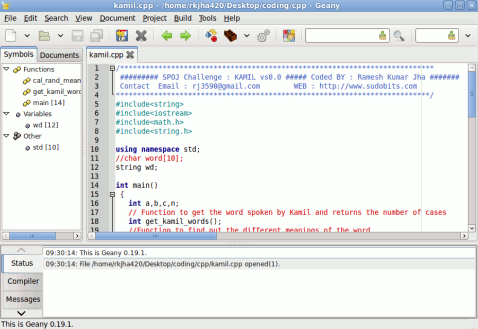 kamil.cpp - /home/rkjha420/Desktop/coding.cpp - Geany
File Edit Search View Document Project Build Tools Help
Symbols Documents
Functions
cal_rand_mean
get_kamil_word
main [14]
Variables
wd [12]
Other
std [10]
kamil.cpp
1 /***************************************************************************
2 ######### SPOJ Challenge : KAMIL vs0.0 ##### Coded BY : Ramesh Kumar Jha #######
3 Contact Email : rj3590@gmail.com WEB : http://www.sudobits.com
4 ***************************************************************************/
5 #include<string>
6 #include<iostream>
7 #include<math.h>
8 #include<string.h>
9
10 using namespace std;
11 //char word[10];
12 string wd;
13
14 int main()
15 {
16 int a,b,c,n;
17 // Function to get the word spoken by Kamil and returns the number of cases
18 int get_kamil_words();
19 //Function to find out the different meanings of the word
Status
Compiler
Messages
09:30:14: This is Geany 0.19.1.
09:30:14: File /home/rkjha420/Desktop/coding/cpp/kamil.cpp opened(1).
This is Geany 0.19.1.